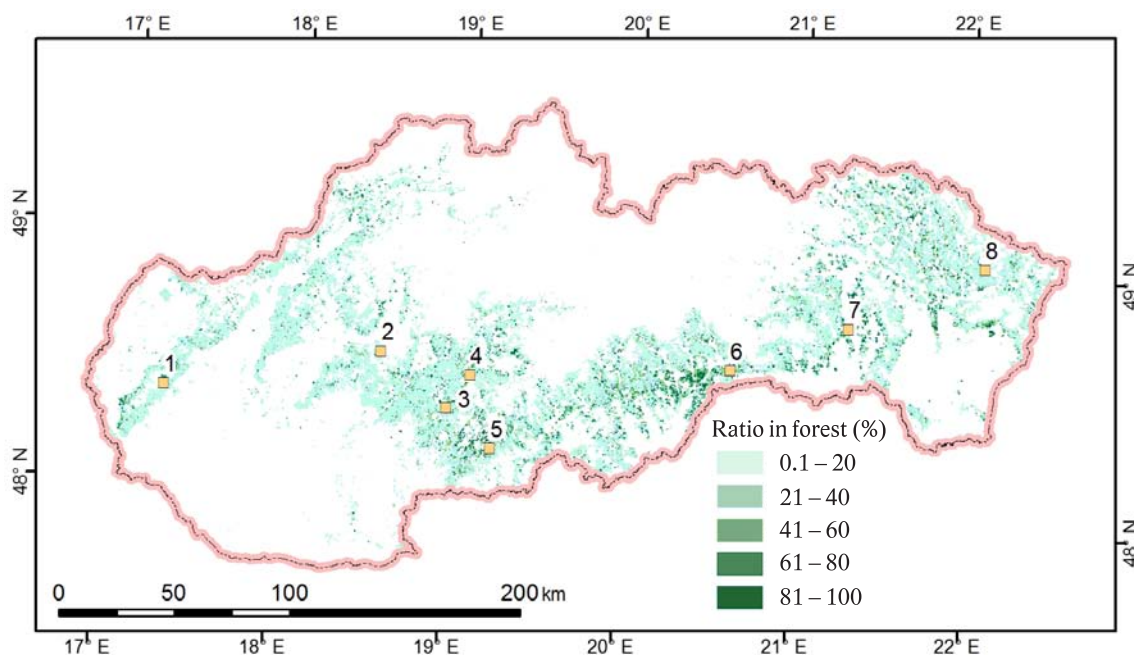 17° E 18° E 19° E 20° E 21° E 22° E
49° N
49° N
48° N
48° N
1
2
3
4
5
6
7
8
Ratio in forest (%)
0.1 – 20
21 – 40
41 – 60
61 – 80
81 – 100
0 50 100 200 km
17° E 18° E 19° E 20° E 21° E 22° E